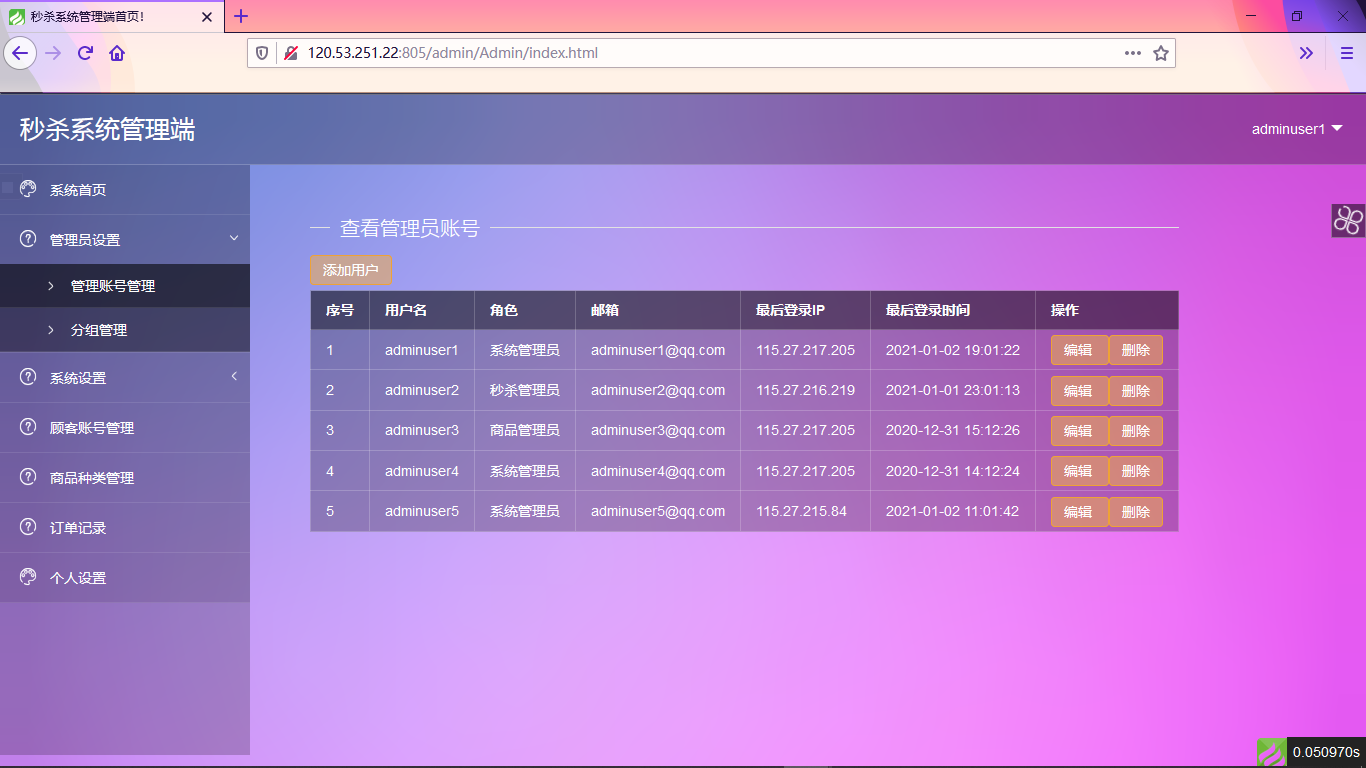 秒杀系统管理端首页!
120.53.251.22:805/admin/Admin/index.html
秒杀系统管理端
adminuser1
系统首页
管理员设置
管理账号管理
分组管理
系统设置
顾客账号管理
商品种类管理
订单记录
个人设置
查看管理员账号
添加用户
序号 用户名 角色 邮箱 最后登录IP 最后登录时间 操作
1 adminuser1 系统管理员 adminuser1@qq.com 115.27.217.205 2021-01-02 19:01:22 编辑 删除
2 adminuser2 秒杀管理员 adminuser2@qq.com 115.27.216.219 2021-01-01 23:01:13 编辑 删除
3 adminuser3 商品管理员 adminuser3@qq.com 115.27.217.205 2020-12-31 15:12:26 编辑 删除
4 adminuser4 系统管理员 adminuser4@qq.com 115.27.217.205 2020-12-31 14:12:24 编辑 删除
5 adminuser5 系统管理员 adminuser5@qq.com 115.27.215.84 2021-01-02 11:01:42 编辑 删除
0.050970s